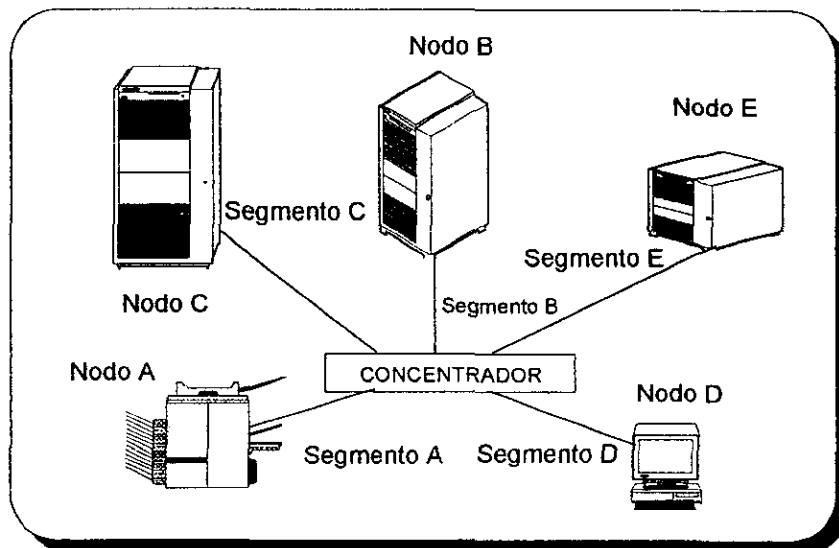 Nodo B
Nodo E
Segmento C
Segmento E
Nodo C
Segmento B
Nodo A
CONCENTRADOR
Nodo D
Segmento A
Segmento D